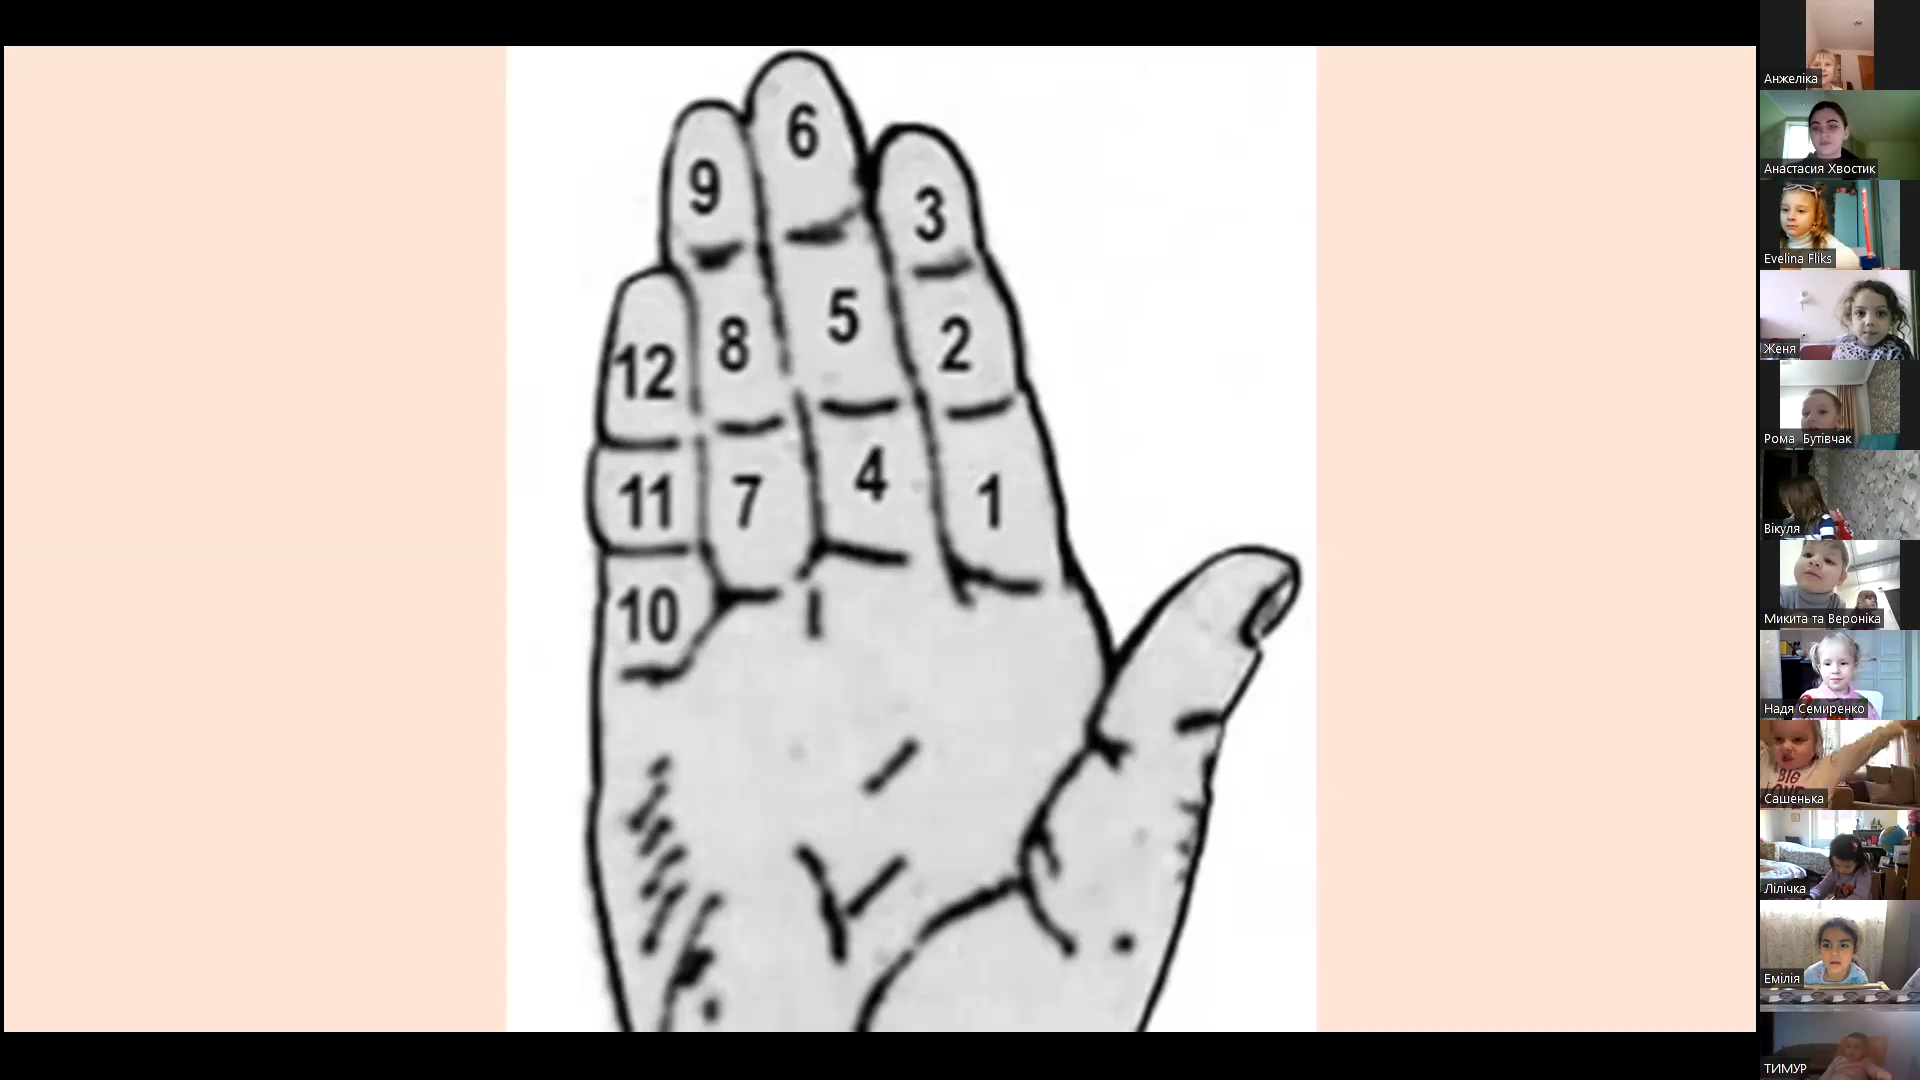 6
9
3
5
8
2
12
4
11
7
1
10
Анжеліка
Анастасия Хвостик
Evelina Fliks
Женя
Рома Бутівчак
Вікуля
Микита та Вероніка
Надя Семиренко
BIG
Сашенька
Лілічка
Емілія
ТИМУР